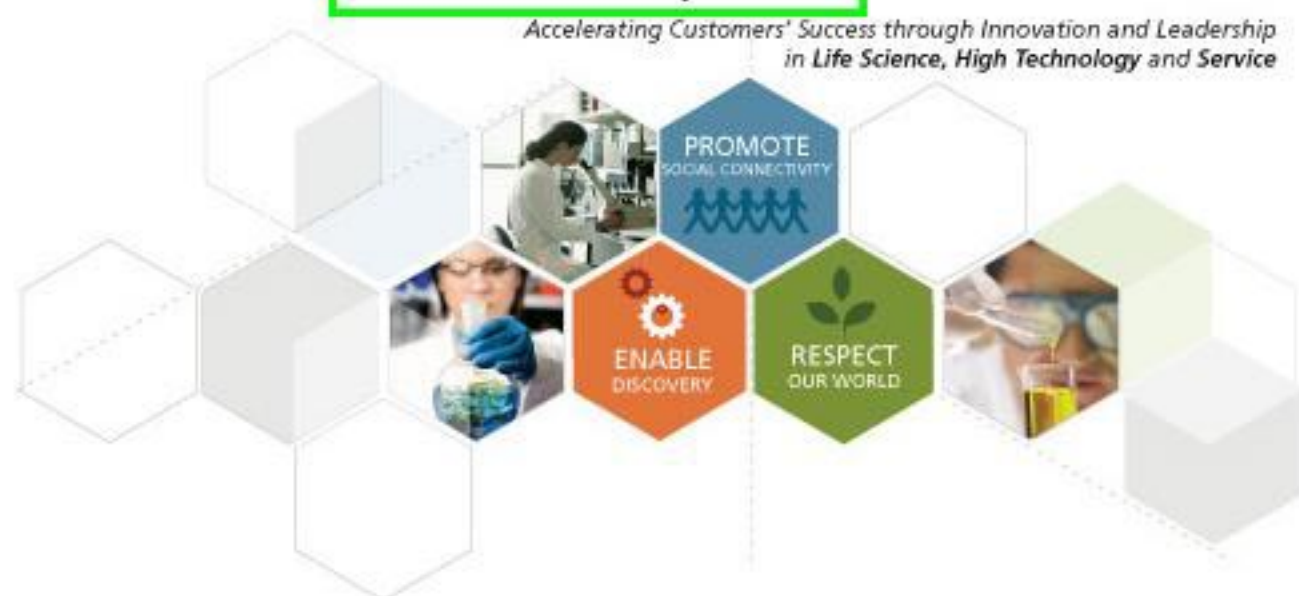 Accelerating Customers' Success through Innovation and Leadership
in Life Science, High Technology and Service
PROMOTE
SOCIAL CONNECTIVITY
ENABLE
DISCOVERY
RESPECT
OUR WORLD